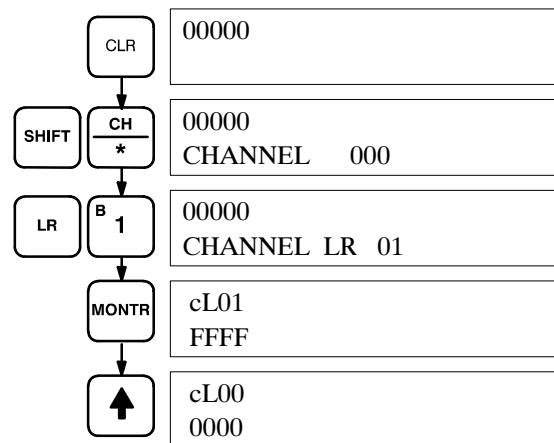 CLR
00000
SHIFT
CH
*
00000
CHANNEL 000
LR
B
1
00000
CHANNEL LR 01
MONTR
cL01
FFFF
cL00
0000